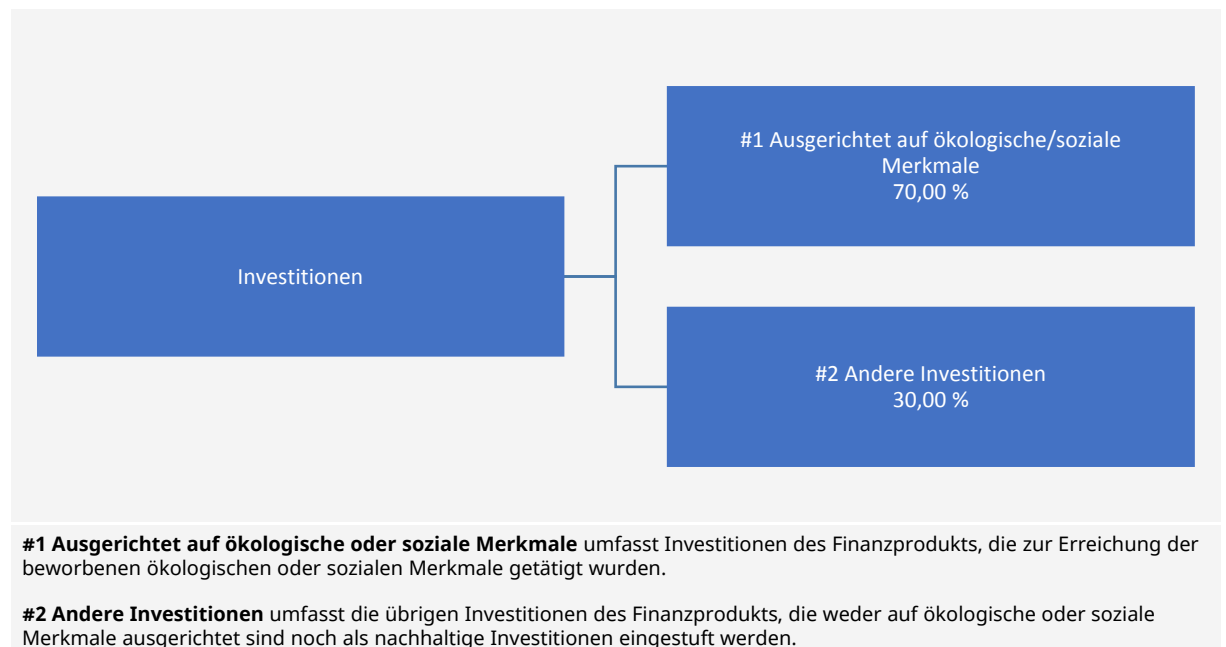 #1 Ausgerichtet auf ökologische/soziale
Merkmale
70,00 %
Investitionen
#2 Andere Investitionen
30,00 %
#1 Ausgerichtet auf ökologische oder soziale Merkmale umfasst Investitionen des Finanzprodukts, die zur Erreichung der
beworbenen ökologischen oder sozialen Merkmale getätigt wurden.
#2 Andere Investitionen umfasst die übrigen Investitionen des Finanzprodukts, die weder auf ökologische oder soziale
Merkmale ausgerichtet sind noch als nachhaltige Investitionen eingestuft werden.